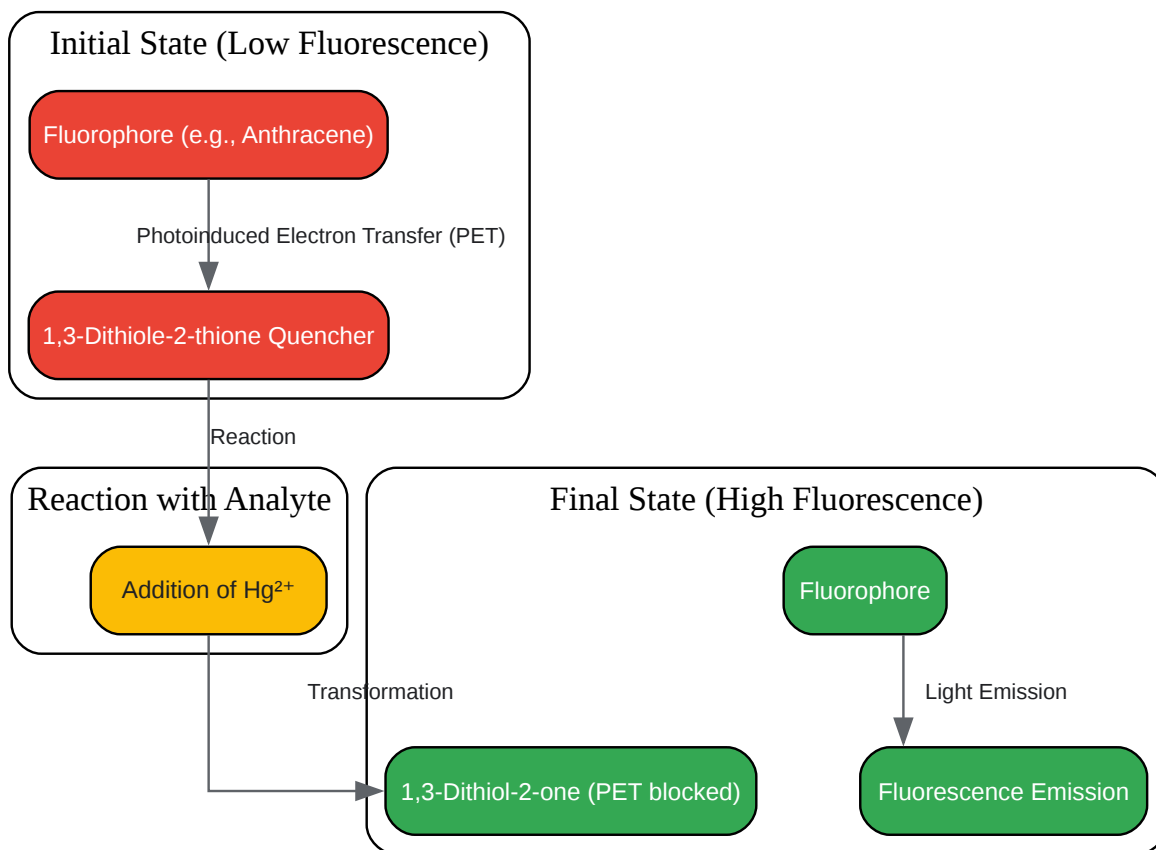 Initial State (Low Fluorescence)
Fluorophore (e.g., Anthracene)
Photoinduced Electron Transfer (PET)
1,3-Dithiole-2-thione Quencher
Reaction
Reaction with Analyte
Addition of Hg²⁺
Transformation
Final State (High Fluorescence)
Fluorophore
Light Emission
1,3-Dithiol-2-one (PET blocked)
Fluorescence Emission